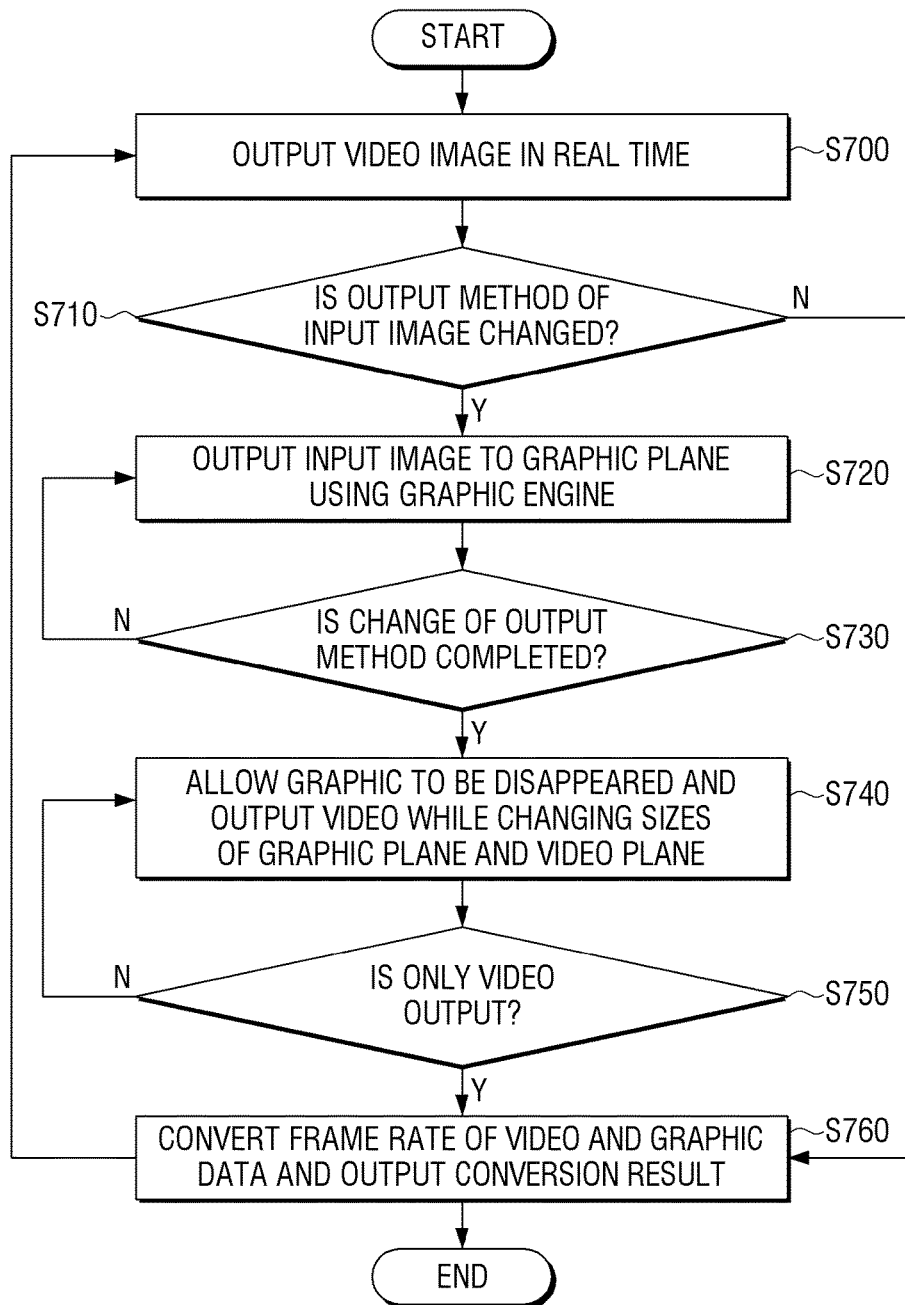 START
OUTPUT VIDEO IMAGE IN REAL TIME
S700
IS OUTPUT METHOD OF
INPUT IMAGE CHANGED?
S710
N
Y
OUTPUT INPUT IMAGE TO GRAPHIC PLANE
USING GRAPHIC ENGINE
S720
IS CHANGE OF OUTPUT
METHOD COMPLETED?
S730
N
Y
ALLOW GRAPHIC TO BE DISAPPEARED AND
OUTPUT VIDEO WHILE CHANGING SIZES
OF GRAPHIC PLANE AND VIDEO PLANE
S740
IS ONLY VIDEO
OUTPUT?
S750
N
Y
CONVERT FRAME RATE OF VIDEO AND GRAPHIC
DATA AND OUTPUT CONVERSION RESULT
S760
END